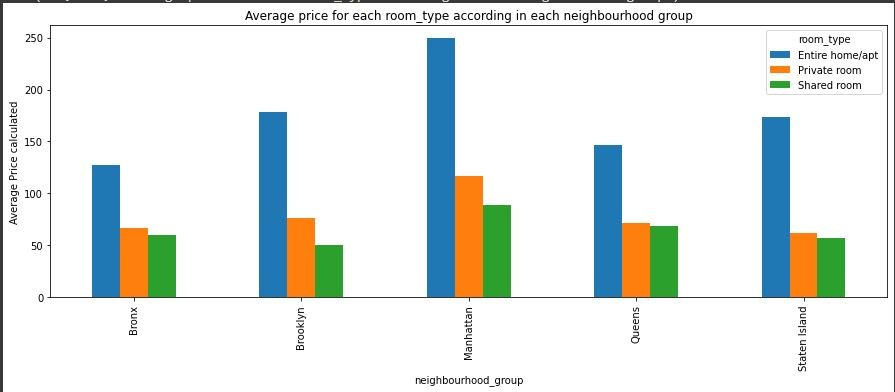 Average price for each room_type according in each neighbourhood group
room_type
Entire home/apt
Private room
Shared room
Average Price calculated
250
200
150
100
50
0
Bronx
Brooklyn
Manhattan
Queens
Staten Island
neighbourhood_group